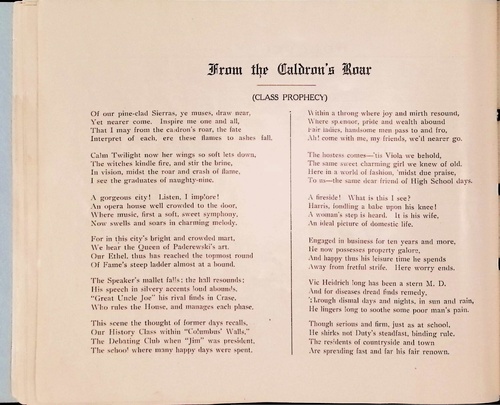 From the Caldron's Roar
(CLASS PROPHECY)
Of our pine-clad Sierras, ye muses, draw near,
Yet nearer come. Inspire me one and all,
That I may from the caldron's roar, the fate
Interpret of each, ere these flames to ashes fall.
Calm Twilight now her wings so soft lets down,
The witches kindle fire, and stir the brine,
In vision, midst the roar and crash of flame,
I see the graduates of naughty-nine.
A gorgeous city! Listen, I implore!
An opera house well crowded to the door,
Where music, first a soft, sweet symphony,
Now swells and soars in charming melody.
For in this city's bright and crowded mart,
We hear the Queen of Paderewski's art.
Our Ethel, thus has reached the topmost round
Of Fame's steep ladder almost at a bound.
The Speaker's mallet falls; the hall resounds;
His speech in silvery accents loud abounds,
"Great Uncle Joe" his rival finds in Crase,
Who rules the House, and manages each phase.
This scene the thought of former days recalls,
Our History Class within "Columbus' Walls,"
The Debating Club when "Jim" was president,
The school where many happy days were spent.
Within a throng where joy and mirth resound,
Where splendor, pride and wealth abound
Fair ladies, handsome men pass to and fro,
Ah! come with me, my friends, we'd nearer go.
The hostess comes—'tis Viola we behold,
The same sweet charming girl we knew of old.
Here in a world of fashion, 'midst due praise,
To us—the same dear friend of High School days.
A fireside! What is this I see?
Harris, fondling a babe upon his knee!
A woman's step is heard. It is his wife,
An ideal picture of domestic life.
Engaged in business for ten years and more,
He now possesses property galore,
And happy thus his leisure time he spends
Away from fretful strife. Here worry ends.
Vic Heidrich long has been a stern M. D.
And for diseases dread finds remedy,
Through dismal days and nights, in sun and rain,
He lingers long to soothe some poor man's pain.
Though serious and firm, just as at school,
He shirks not Duty's steadfast, binding rule.
The residents of countryside and town
Are spreading fast and far his fair renown.